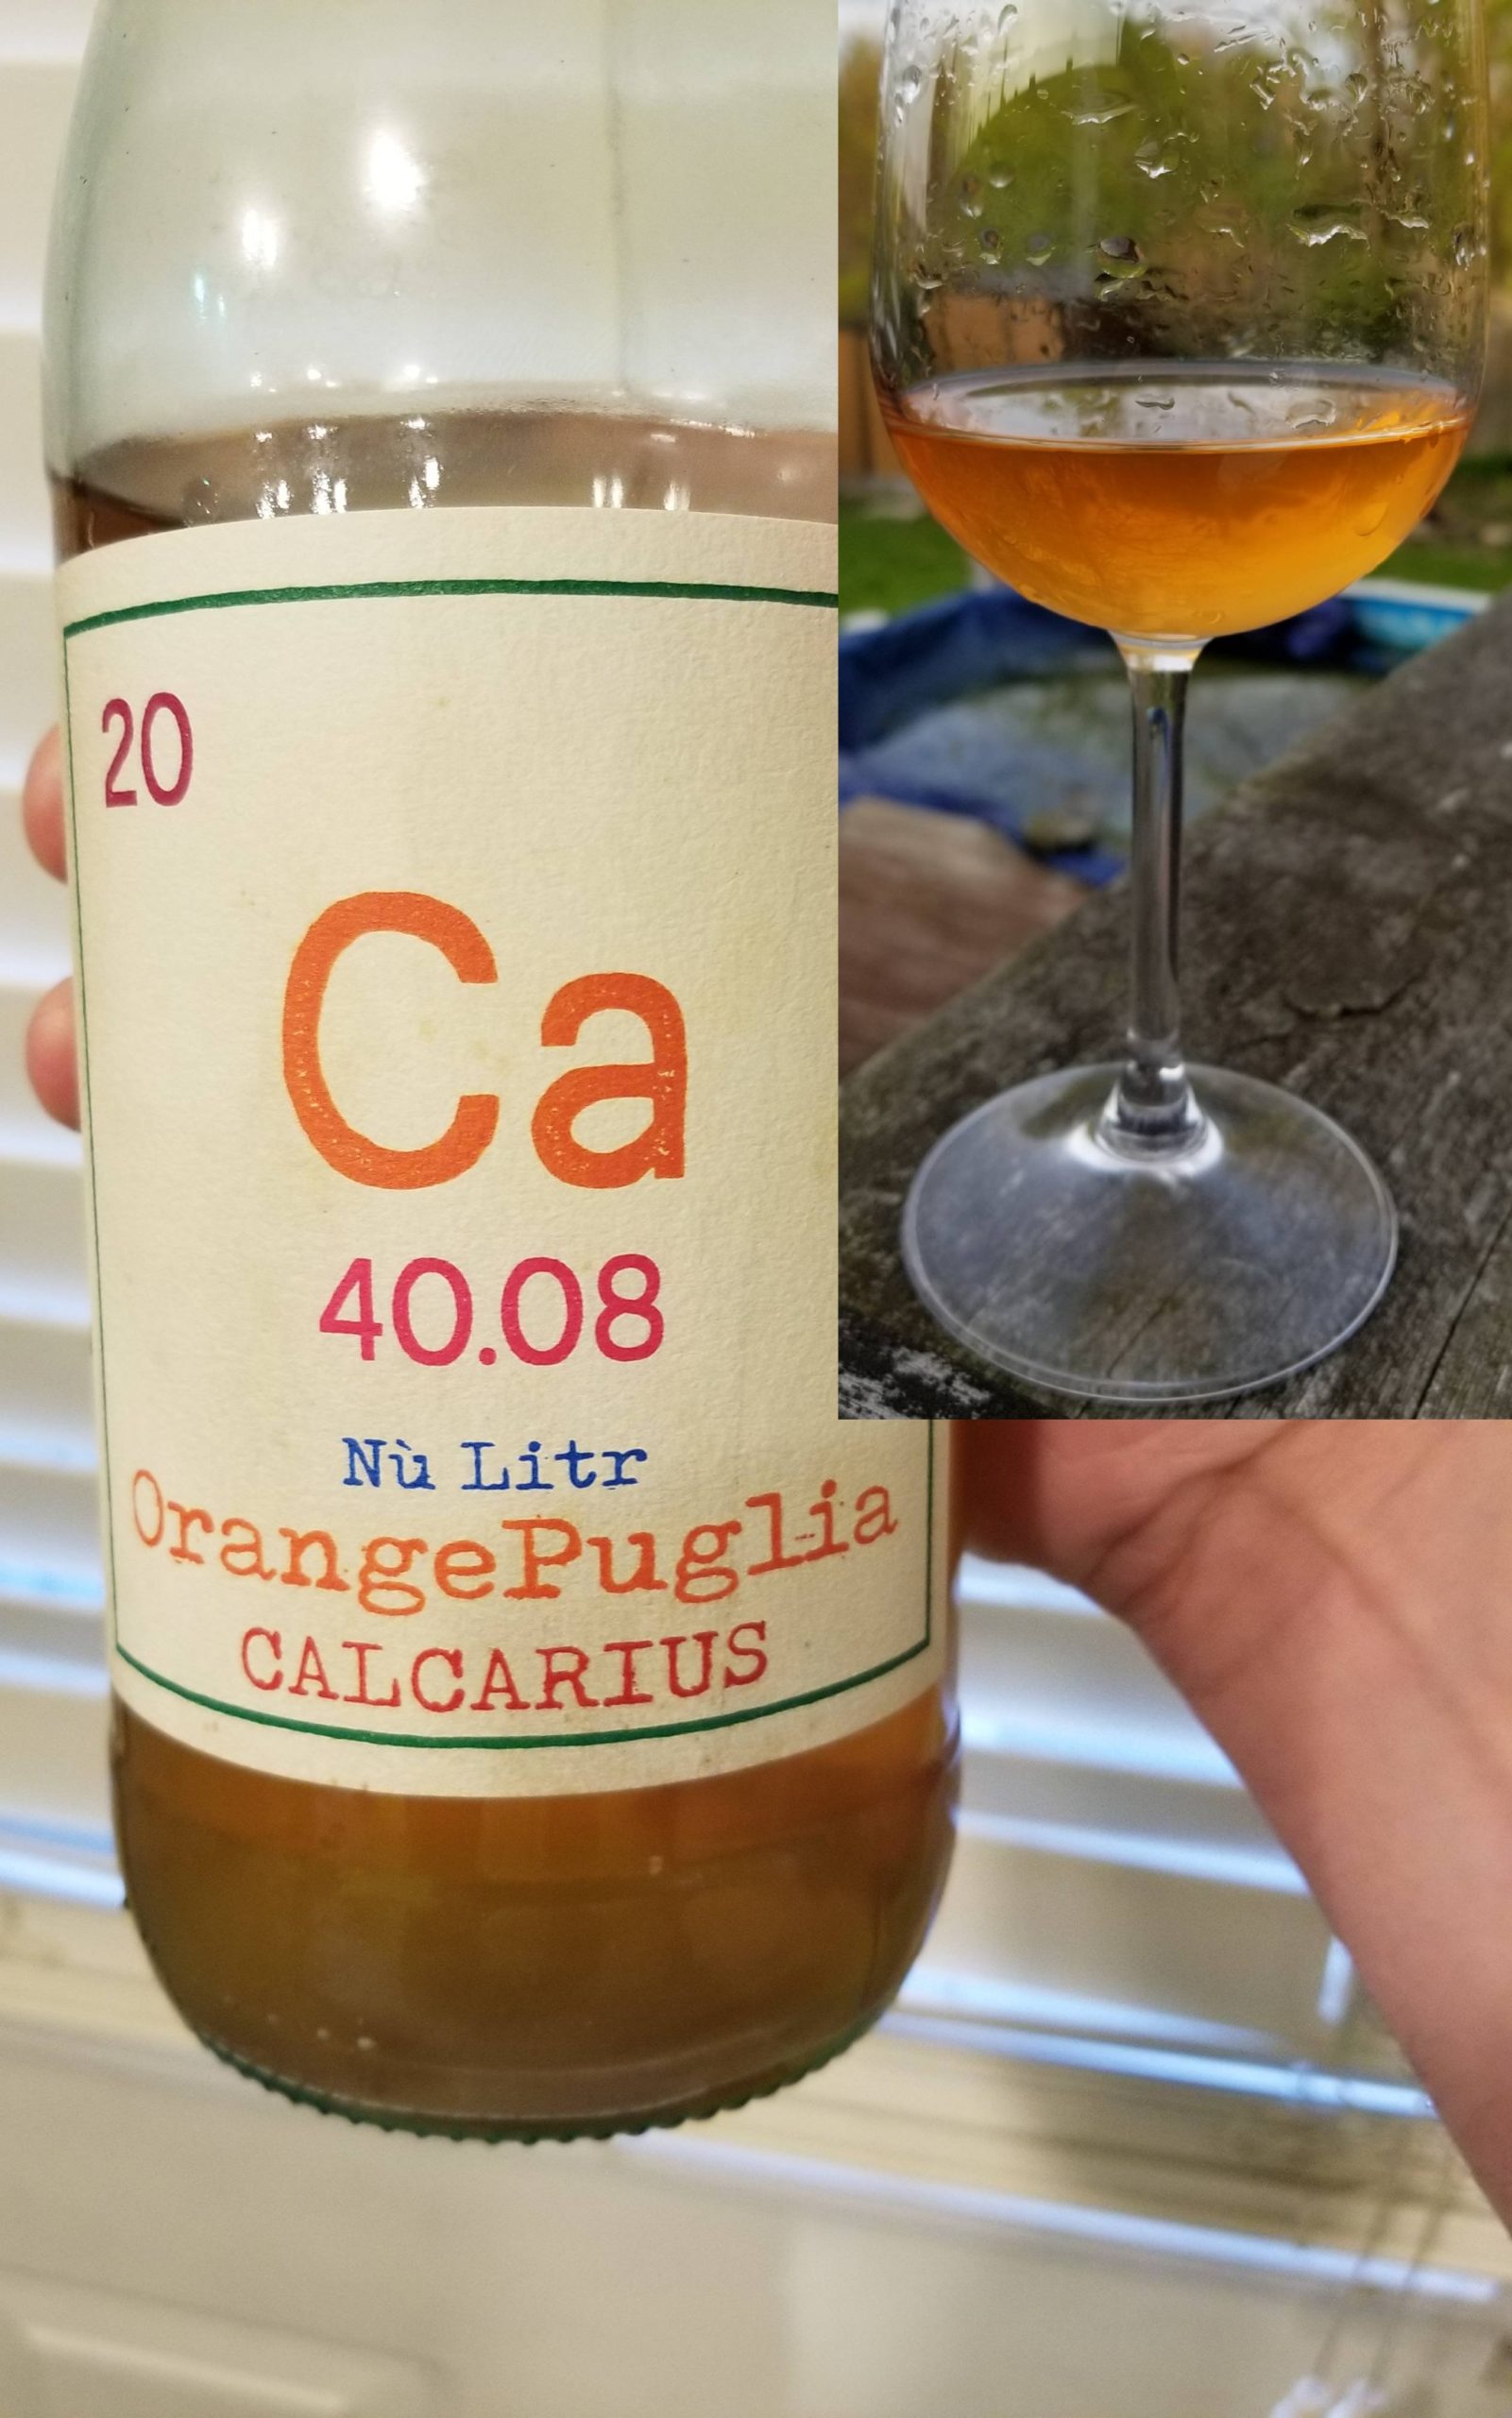 20
Ca
40.08
Nù Litr
OrangePuglia
CALCARIUS